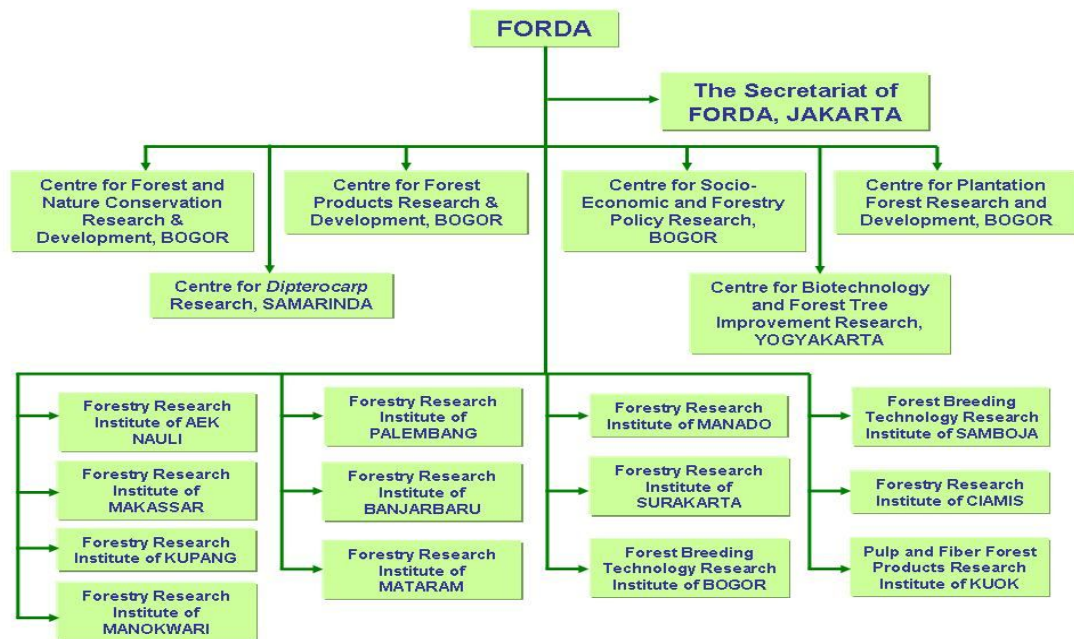 FORDA
The Secretariat of
FORDA, JAKARTA
Centre for Forest and
Nature Conservation
Research &
Development, BOGOR
Centre for Forest
Products Research &
Development, BOGOR
Centre for Socio-
Economic and Forestry
Policy Research,
BOGOR
Centre for Plantation
Forest Research and
Development, BOGOR
Centre for Dipterocarp
Research, SAMARINDA
Centre for Biotechnology
and Forest Tree
Improvement Research,
YOGYAKARTA
Forestry Research
Institute of AEK
NAULI
Forestry Research
Institute of
PALEMBANG
Forestry Research
Institute of MANADO
Forest Breeding
Technology Research
Institute of SAMBOJA
Forestry Research
Institute of
MAKASSAR
Forestry Research
Institute of
BANJARBARU
Forestry Research
Institute of
SURAKARTA
Forestry Research
Institute of CIAMIS
Forestry Research
Institute of KUPANG
Forestry Research
Institute of
MATARAM
Forest Breeding
Technology Research
Institute of BOGOR
Pulp and Fiber Forest
Products Research
Institute of KUOK
Forestry Research
Institute of
MANOKWARI